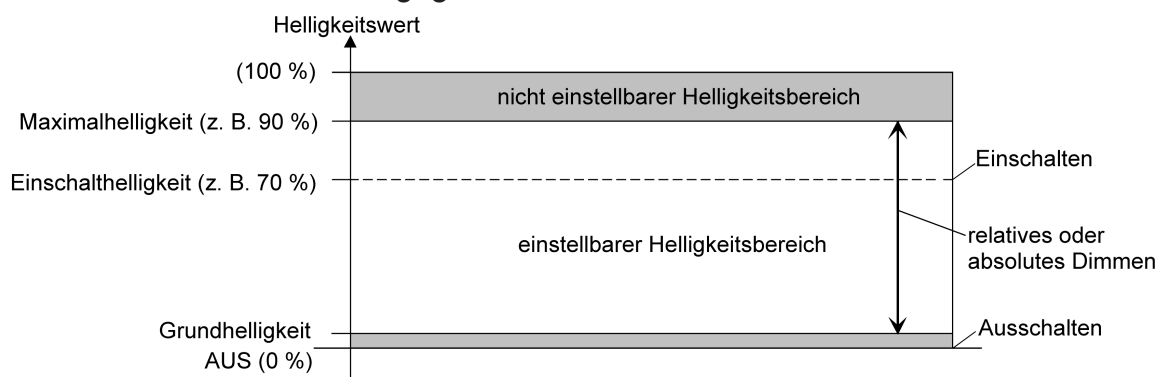 Helligkeitswert
(100 %)
nicht einstellbarer Helligkeitsbereich
Maximalhelligkeit (z. B. 90 %)
Einschalten
Einschalthelligkeit (z. B. 70 %)
einstellbarer Helligkeitsbereich
relatives oder
absolutes Dimmen
Grundhelligkeit
Ausschalten
AUS (0 %)